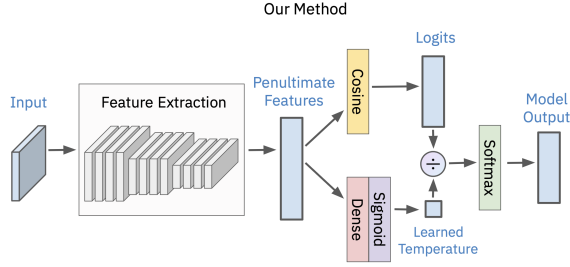 Our Method
Input
Feature Extraction
Penultimate
Features
Cosine
Logits
÷
Dense
Sigmoid
Learned
Temperature
Softmax
Model
Output